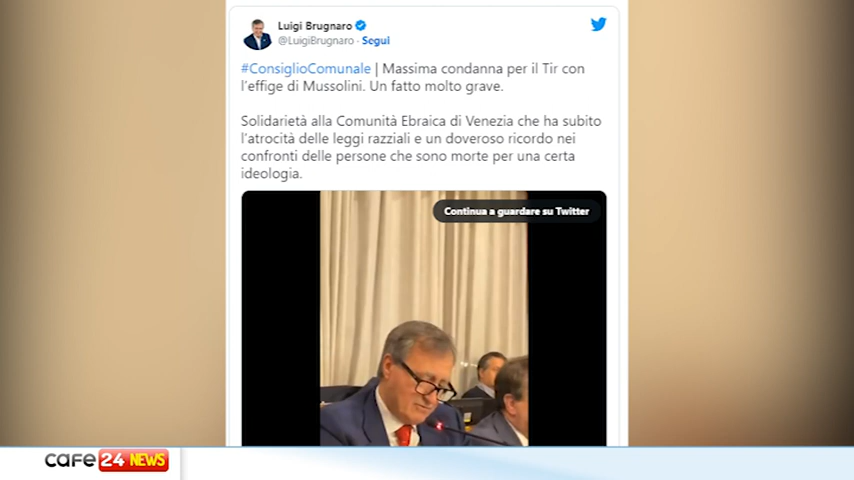 Luigi Brugnaro
@LuigiBrugnaro · Segui
#ConsiglioComunale | Massima condanna per il Tir con
l'effige di Mussolini. Un fatto molto grave.
Solidarietà alla Comunità Ebraica di Venezia che ha subito
l'atrocità delle leggi razziali e un doveroso ricordo nei
confronti delle persone che sono morte per una certa
ideologia.
Continua a guardare su Twitter
cafe 24 NEWS